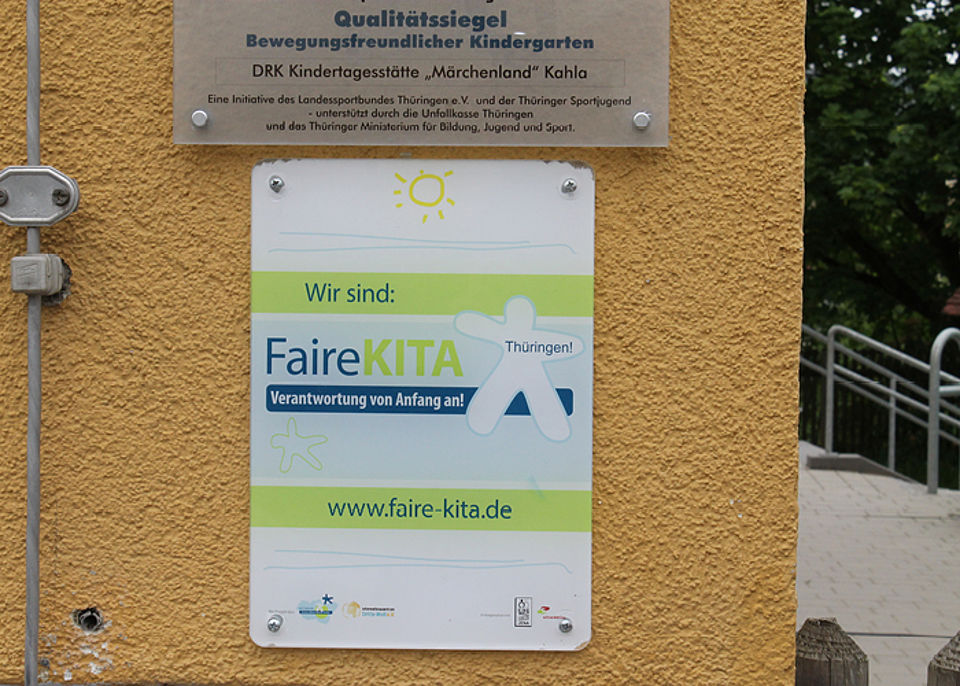 Qualitätssiegel
Bewegungsfreundlicher Kindergarten
DRK Kindertagesstätte „Märchenland" Kahla
Eine Initiative des Landessportbundes Thüringen e.V. und der Thüringer Sportjugend
- unterstützt durch die Unfallkasse Thüringen
und das Thüringer Ministerium für Bildung, Jugend und Sport.
Wir sind:
Thüringen!
FaireKITA
Verantwortung von Anfang an!
www.faire-kita.de